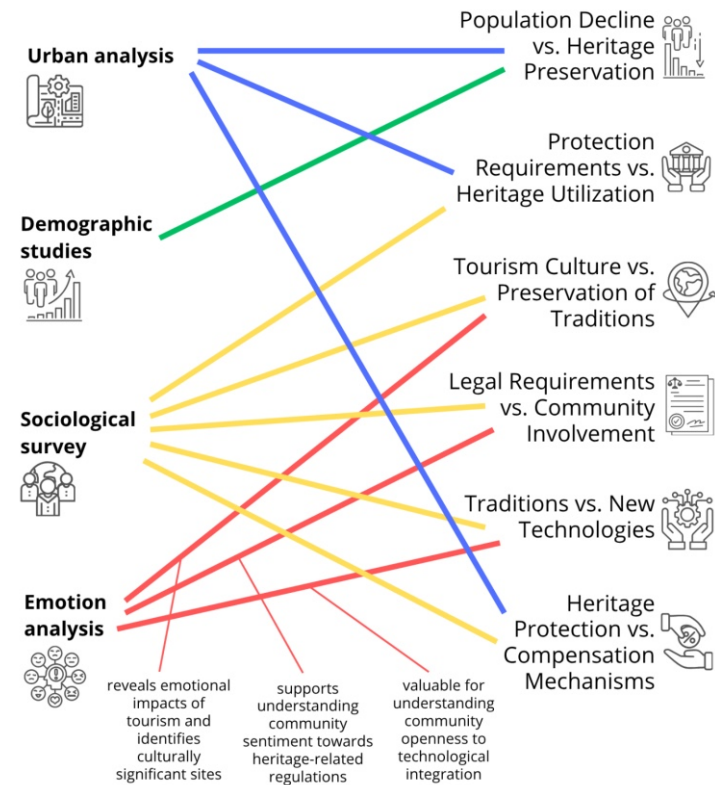 Urban analysis
Demographic
studies
Sociological
survey
Emotion
analysis
Population Decline
vs. Heritage
Preservation
Protection
Requirements vs.
Heritage Utilization
Tourism Culture vs.
Preservation of
Traditions
Legal Requirements
vs. Community
Involvement
Traditions vs. New
Technologies
Heritage
Protection vs.
Compensation
Mechanisms
%
reveals emotional
impacts of
tourism and
identifies
culturally
significant sites
supports
understanding
community
sentiment towards
heritage-related
regulations
valuable for
understanding
community
openness to
technological
integration